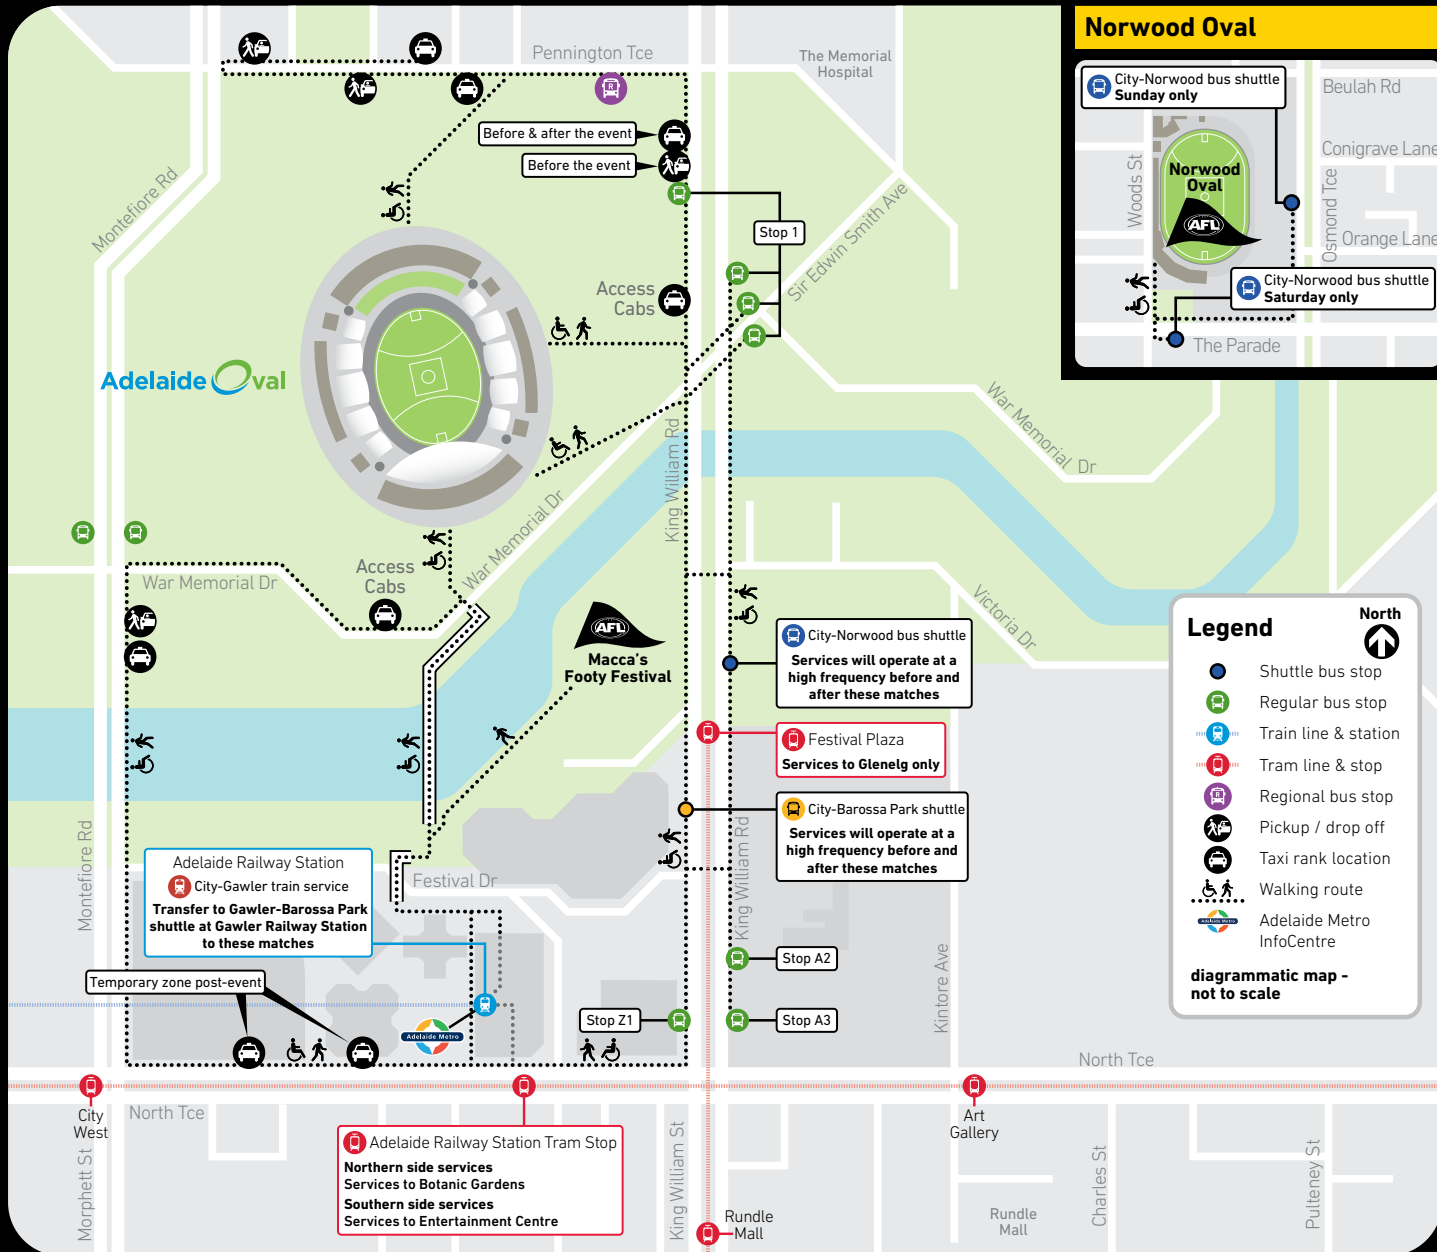 Norwood Oval
City-Norwood bus shuttle
Sunday only
Beulah Rd
Conigrave Lane
Woods St
Norwood
Oval
AFL
Osmond Tce
Orange Lane
City-Norwood bus shuttle
Saturday only
The Parade
Pennington Tce
The Memorial
Hospital
R
Before & after the event
Before the event
Montefiore Rd
Stop 1
Sir Edwin Smith Ave
Access
Cabs
Adelaide Oval
War Memorial Dr
King William Rd
War Memorial Dr
War Memorial Dr
Access
Cabs
Victoria Dr
AFL
Macca's
Footy Festival
City-Norwood bus shuttle
Services will operate at a
high frequency before and
after these matches
Festival Plaza
Services to Glenelg only
City-Barossa Park shuttle
Services will operate at a
high frequency before and
after these matches
Legend
North
Shuttle bus stop
Regular bus stop
Train line & station
Tram line & stop
R
Regional bus stop
Pickup / drop off
Taxi rank location
Walking route
Adelaide Metro
Adelaide Metro
InfoCentre
diagrammatic map -
not to scale
Montefiore Rd
Adelaide Railway Station
City-Gawler train service
Transfer to Gawler-Barossa Park
shuttle at Gawler Railway Station
to these matches
Festival Dr
King William Rd
Kintore Ave
Temporary zone post-event
Adelaide Metro
Stop Z1
Stop A2
Stop A3
North Tce
City
West
North Tce
Art
Gallery
Adelaide Railway Station Tram Stop
Northern side services
Services to Botanic Gardens
Southern side services
Services to Entertainment Centre
Morphett St
King William St
Rundle
Mall
Rundle
Mall
Charles St
Pulteney St